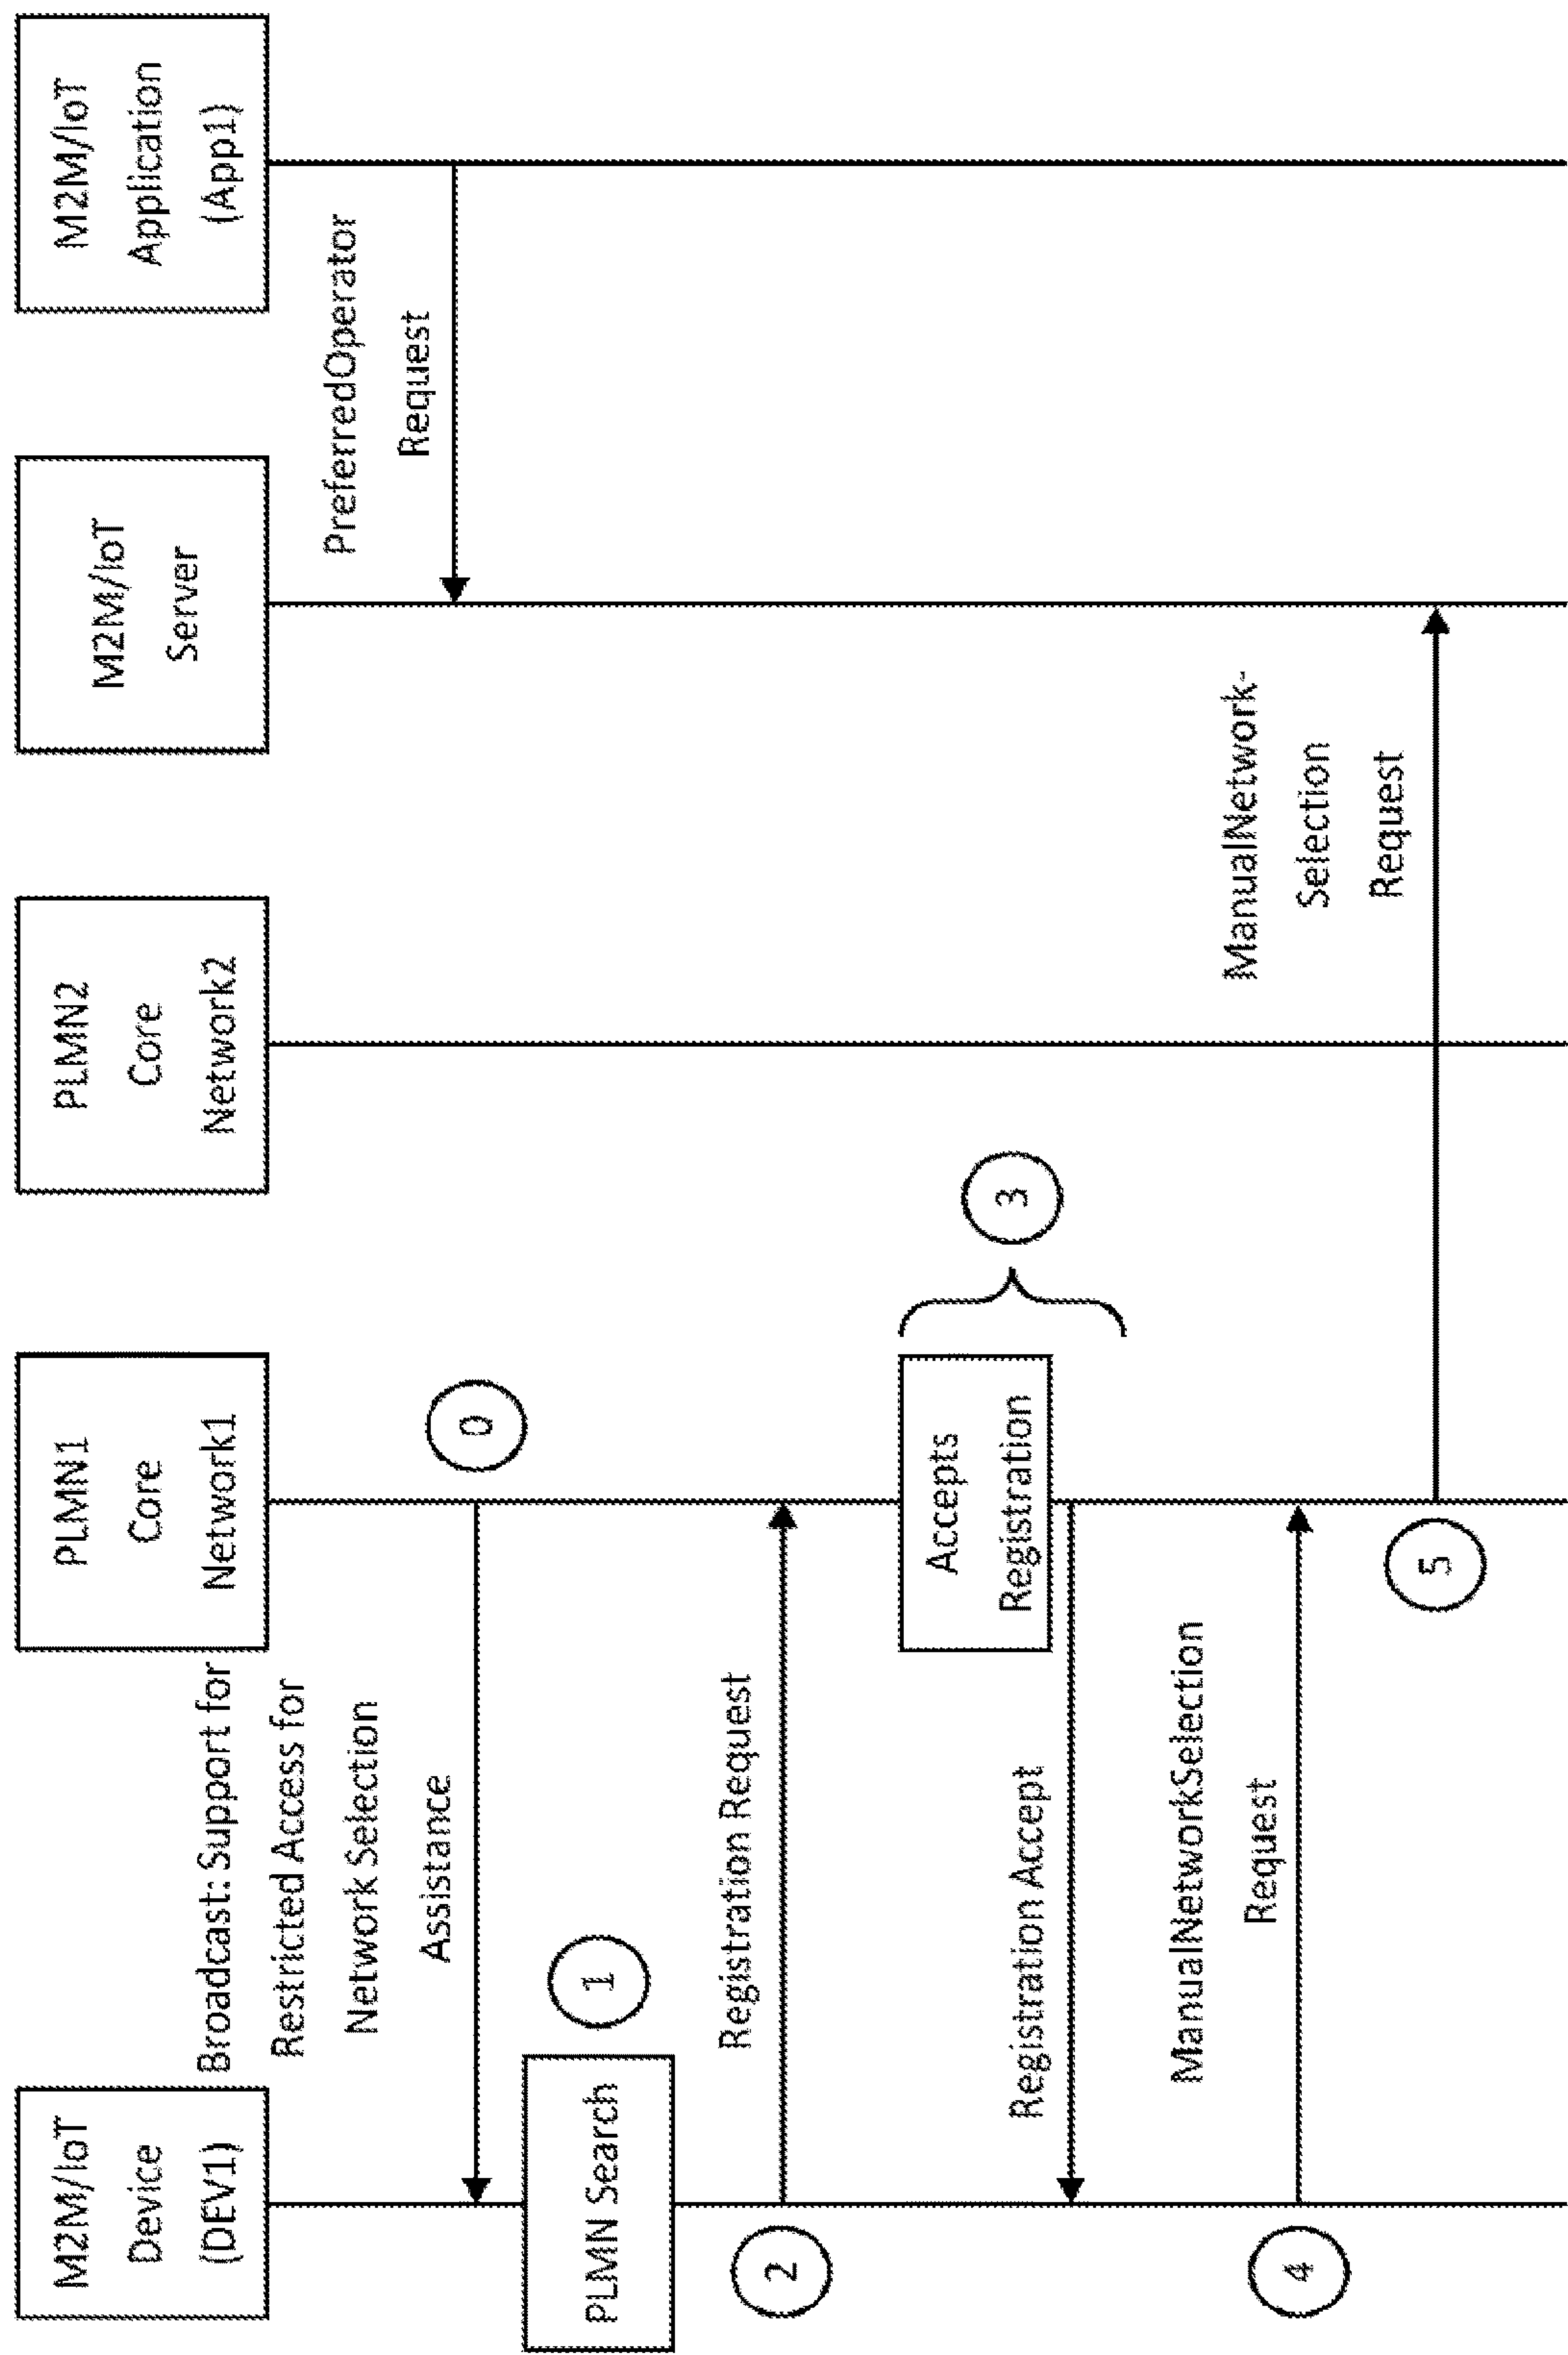 M2M/IoT
Device
(DEV1)
PLMN1
Core
Network1
PLMN2
Core
Network2
M2M/IoT
Server
M2M/IoT
Application
(App1)
Broadcast: Support for
Restricted Access for
Network Selection
Assistance
0
PreferredOperator
Request
PLMN Search
1
2
Registration Request
Accepts
Registration
3
Registration Accept
4
ManualNetworkSelection
Request
5
ManualNetwork-
Selection
Request